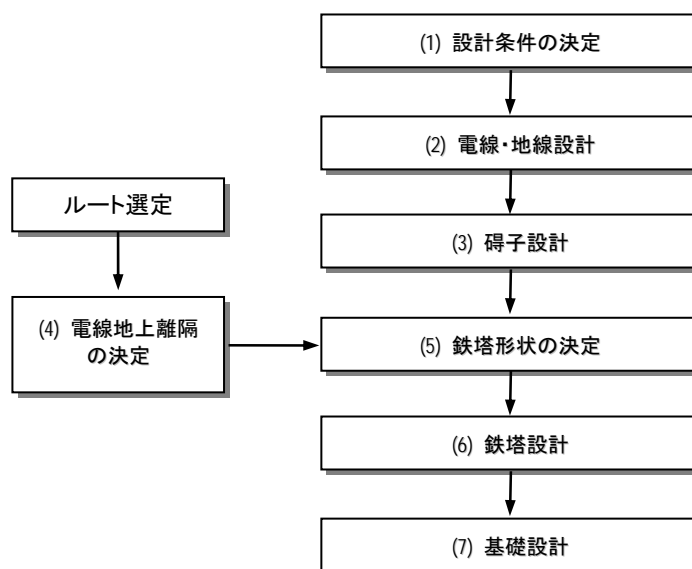 (1) 設計条件の決定
(2) 電線・地線設計
ルート選定
(3) 碍子設計
(4) 電線地上離隔
の決定
(5) 鉄塔形状の決定
(6) 鉄塔設計
(7) 基礎設計